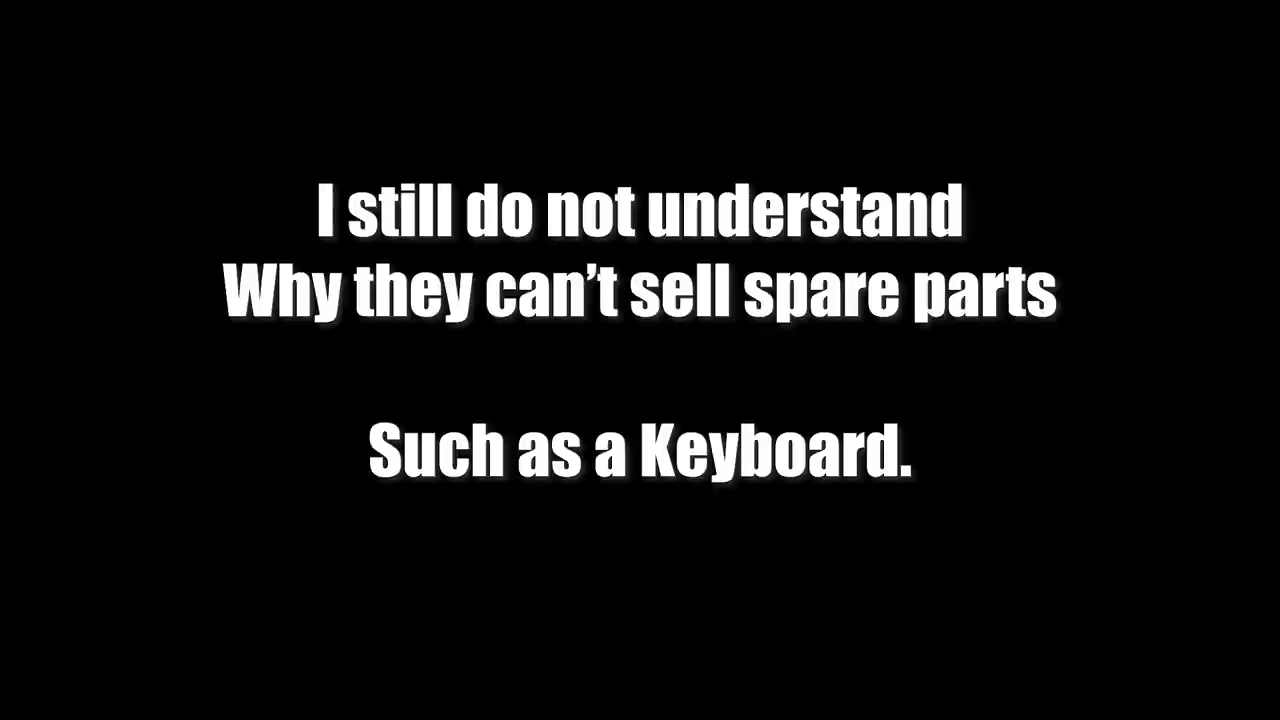 I still do not understand
Why they can’t sell spare parts
Such as a Keyboard.